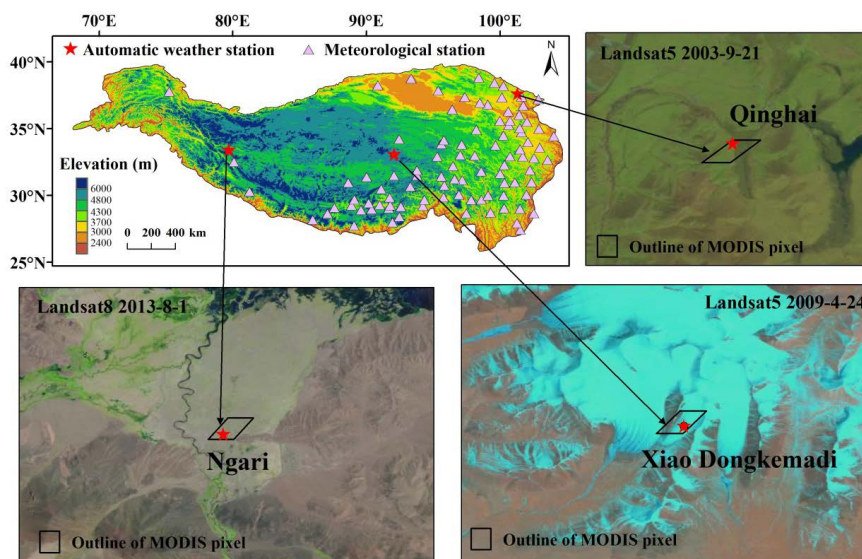 70°E 80°E 90°E 100°E
Automatic weather station Meteorological station
N
40°N
35°N
30°N
25°N
Elevation (m)
6000
4800
4300
3700
3000
2400
0 200 400 km
Landsat5 2003-9-21
Qinghai
Outline of MODIS pixel
Landsat8 2013-8-1
Ngari
Outline of MODIS pixel
Landsat5 2009-4-24
Xiao Dongkemadi
Outline of MODIS pixel